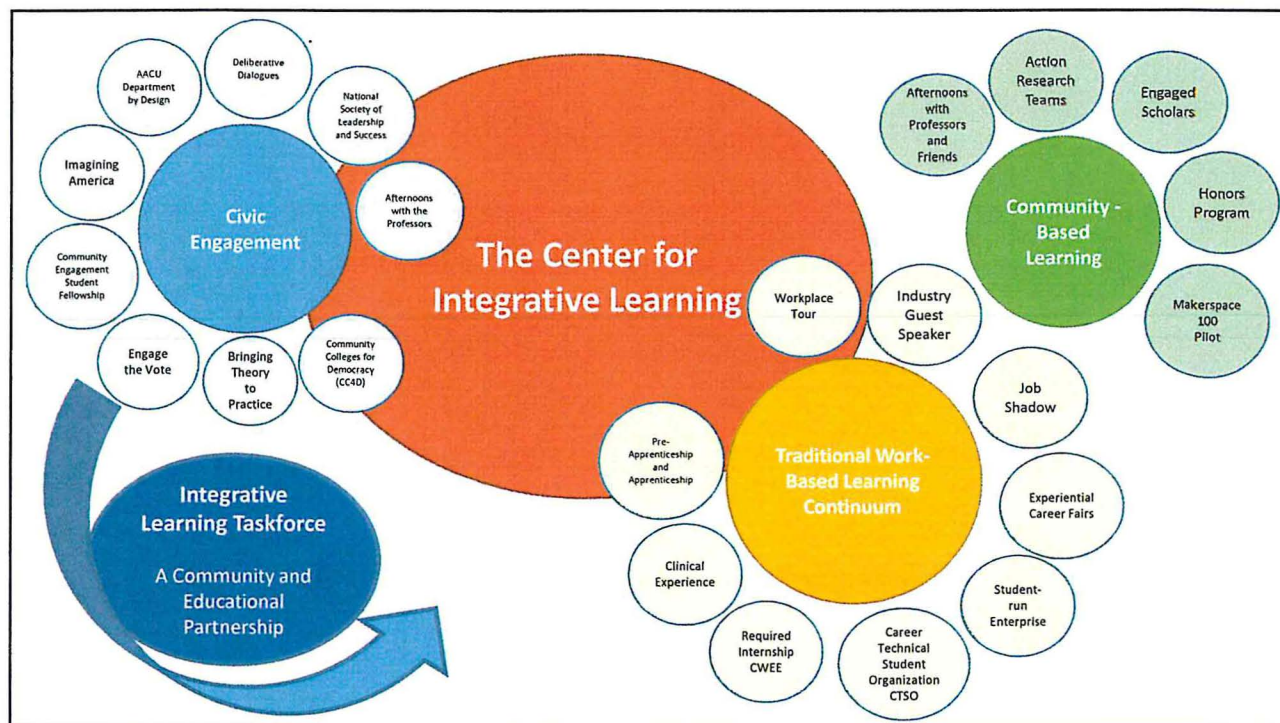 The Center for
Integrative Learning
Civic
Engagement
AACU
Department
by Design
Deliberative
Dialogues
National
Society of
Leadership
and Success
Afternoons
with the
Professors
Imagining
America
Community
Engagement
Student
Fellowship
Engage
the Vote
Bringing
Theory
to
Practice
Community
Colleges for
Democracy
(CC4D)
Integrative
Learning Taskforce
A Community and
Educational
Partnership
Community -
Based
Learning
Afternoons
with
Professors
and
Friends
Action
Research
Teams
Engaged
Scholars
Honors
Program
Makerspace
100
Pilot
Traditional Work-
Based Learning
Continuum
Workplace
Tour
Industry
Guest
Speaker
Job
Shadow
Experiential
Career Fairs
Student-
run
Enterprise
Career
Technical
Student
Organization
CTSO
Required
Internship
CWEE
Clinical
Experience
Pre-
Apprenticeship
and
Apprenticeship